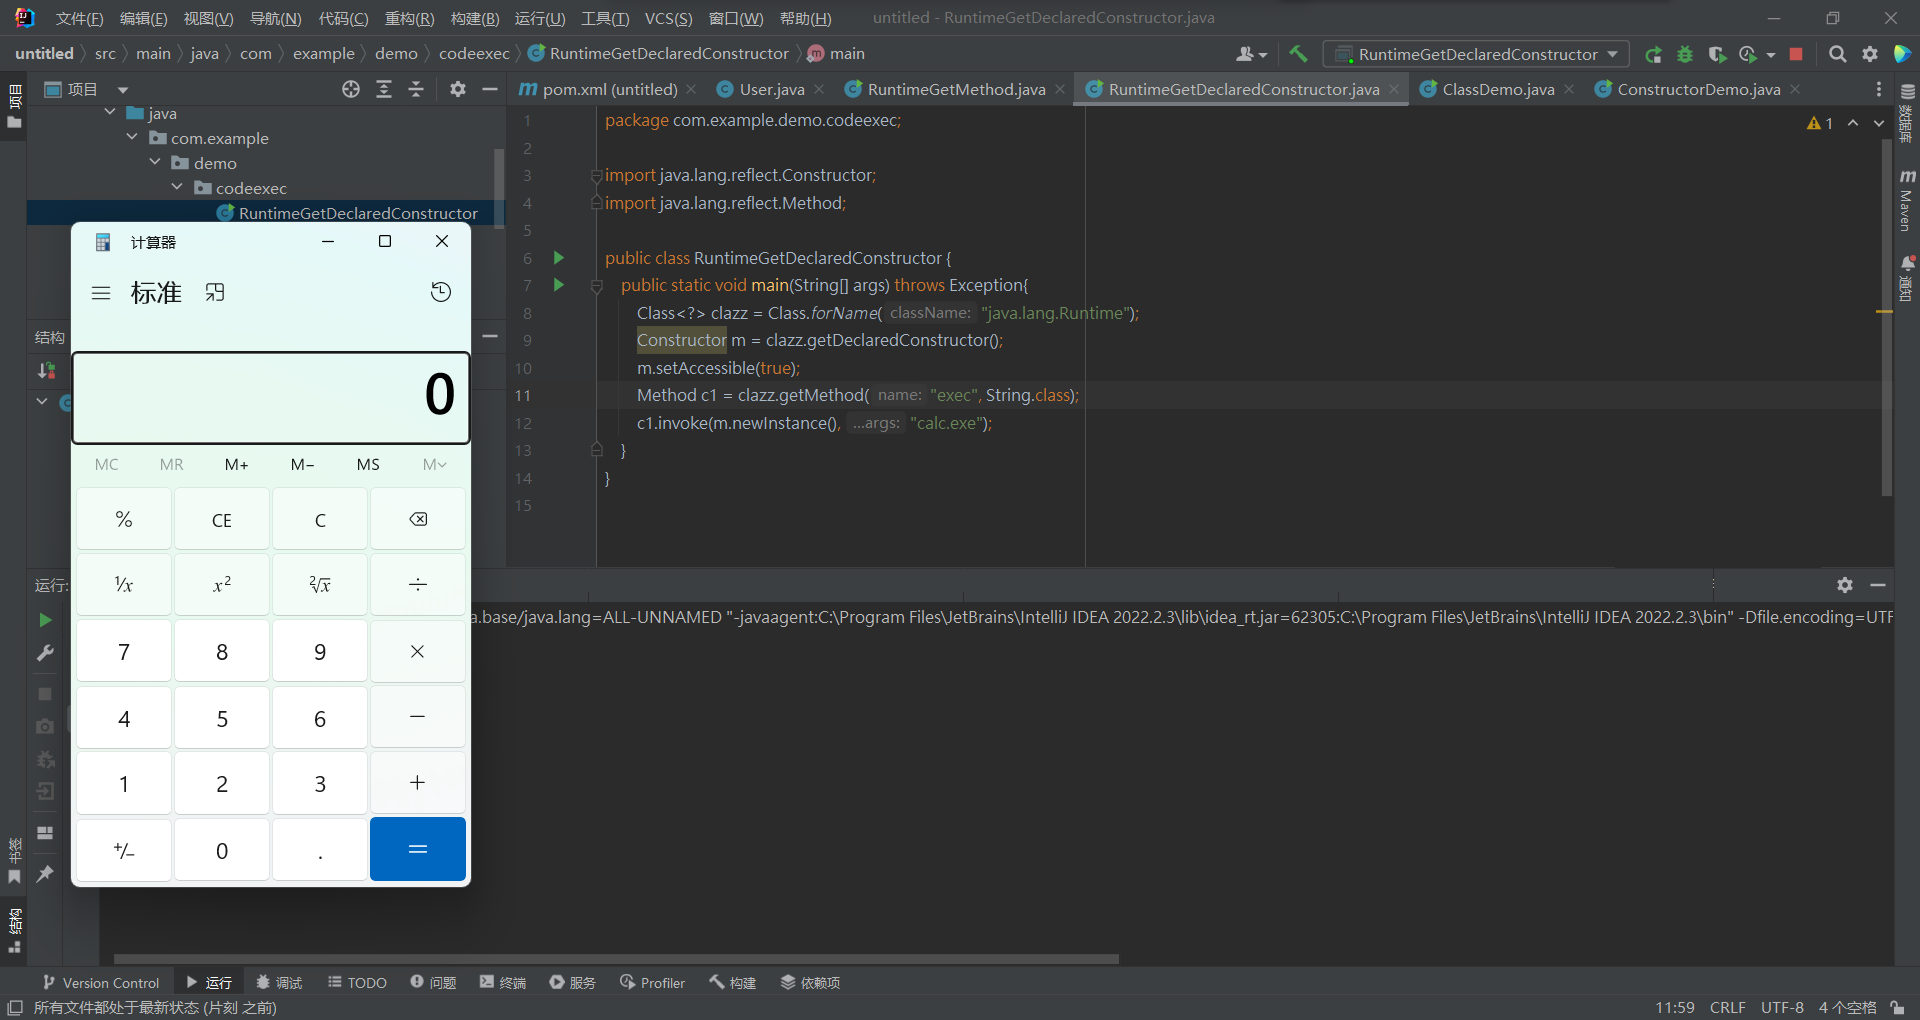 文件(F) 编辑(E) 视图(V) 导航(N) 代码(C) 重构(R) 构建(B) 运行(U) 工具(T) VCS(S) 窗口(W) 帮助(H) untitled - RuntimeGetDeclaredConstructor.java
untitled src main java com example demo codeexec RuntimeGetDeclaredConstructor main RuntimeGetDeclaredConstructor
项目
项目
pom.xml (untitled) User.java RuntimeGetMethod.java RuntimeGetDeclaredConstructor.java ClassDemo.java ConstructorDemo.java
java
com.example
demo
codeexec
RuntimeGetDeclaredConstructor
结构
1 package com.example.demo.codeexec;
2
3 import java.lang.reflect.Constructor;
4 import java.lang.reflect.Method;
5
6 public class RuntimeGetDeclaredConstructor {
7 public static void main(String[] args) throws Exception{
8 Class<?> clazz = Class.forName( className: "java.lang.Runtime");
9 Constructor m = clazz.getDeclaredConstructor();
10 m.setAccessible(true);
11 Method c1 = clazz.getMethod( name: "exec", String.class);
12 c1.invoke(m.newInstance(), ...args: "calc.exe");
13 }
14 }
15
1
数据库
Maven
通知
计算器
标准
0
MC MR M+ M− MS M
% CE C
¹/x x² ²√x ÷
7 8 9 ×
4 5 6 −
1 2 3 +
+/− 0 . =
运行:
a.base/java.lang=ALL-UNNAMED "-javaagent:C:\Program Files\JetBrains\IntelliJ IDEA 2022.2.3\lib\idea_rt.jar=62305:C:\Program Files\JetBrains\IntelliJ IDEA 2022.2.3\bin" -Dfile.encoding=UTF
书签
结构
Version Control 运行 调试 TODO 问题 终端 服务 Profiler 构建 依赖项
所有文件都处于最新状态 (片刻 之前) 11:59 CRLF UTF-8 4 个空格